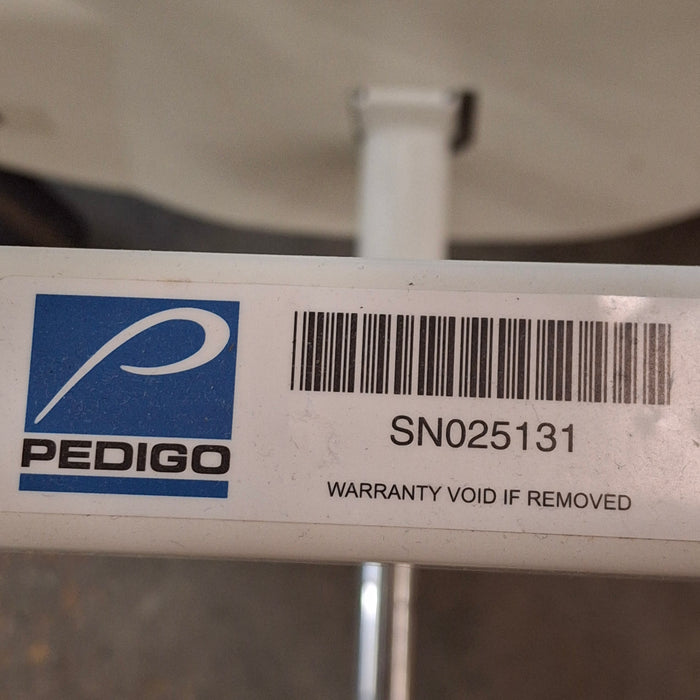 PEDIGO
SN025131
WARRANTY VOID IF REMOVED